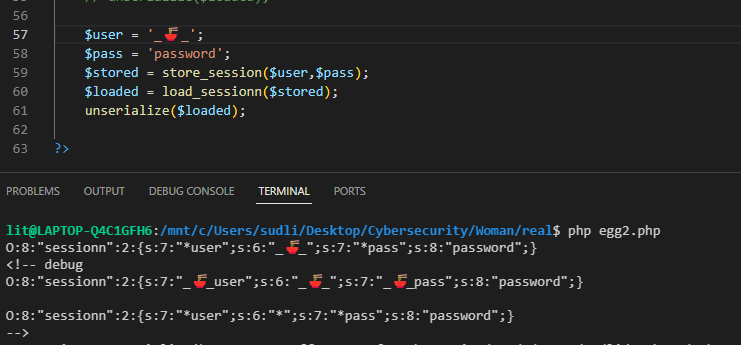 56
57 $user = '_🍜_';
58 $pass = 'password';
59 $stored = store_session($user,$pass);
60 $loaded = load_sessionn($stored);
61 unserialize($loaded);
62
63 ?>
PROBLEMS OUTPUT DEBUG CONSOLE TERMINAL PORTS
lit@LAPTOP-Q4C1GFH6:/mnt/c/Users/sudli/Desktop/Cybersecurity/Woman/real$ php egg2.php
O:8:"sessionn":2:{s:7:"*user";s:6:"_🍜_";s:7:"*pass";s:8:"password";}
<!-- debug
O:8:"sessionn":2:{s:7:"_🍜_user";s:6:"_🍜_";s:7:"_🍜_pass";s:8:"password";}
O:8:"sessionn":2:{s:7:"*user";s:6:"*";s:7:"*pass";s:8:"password";}
-->